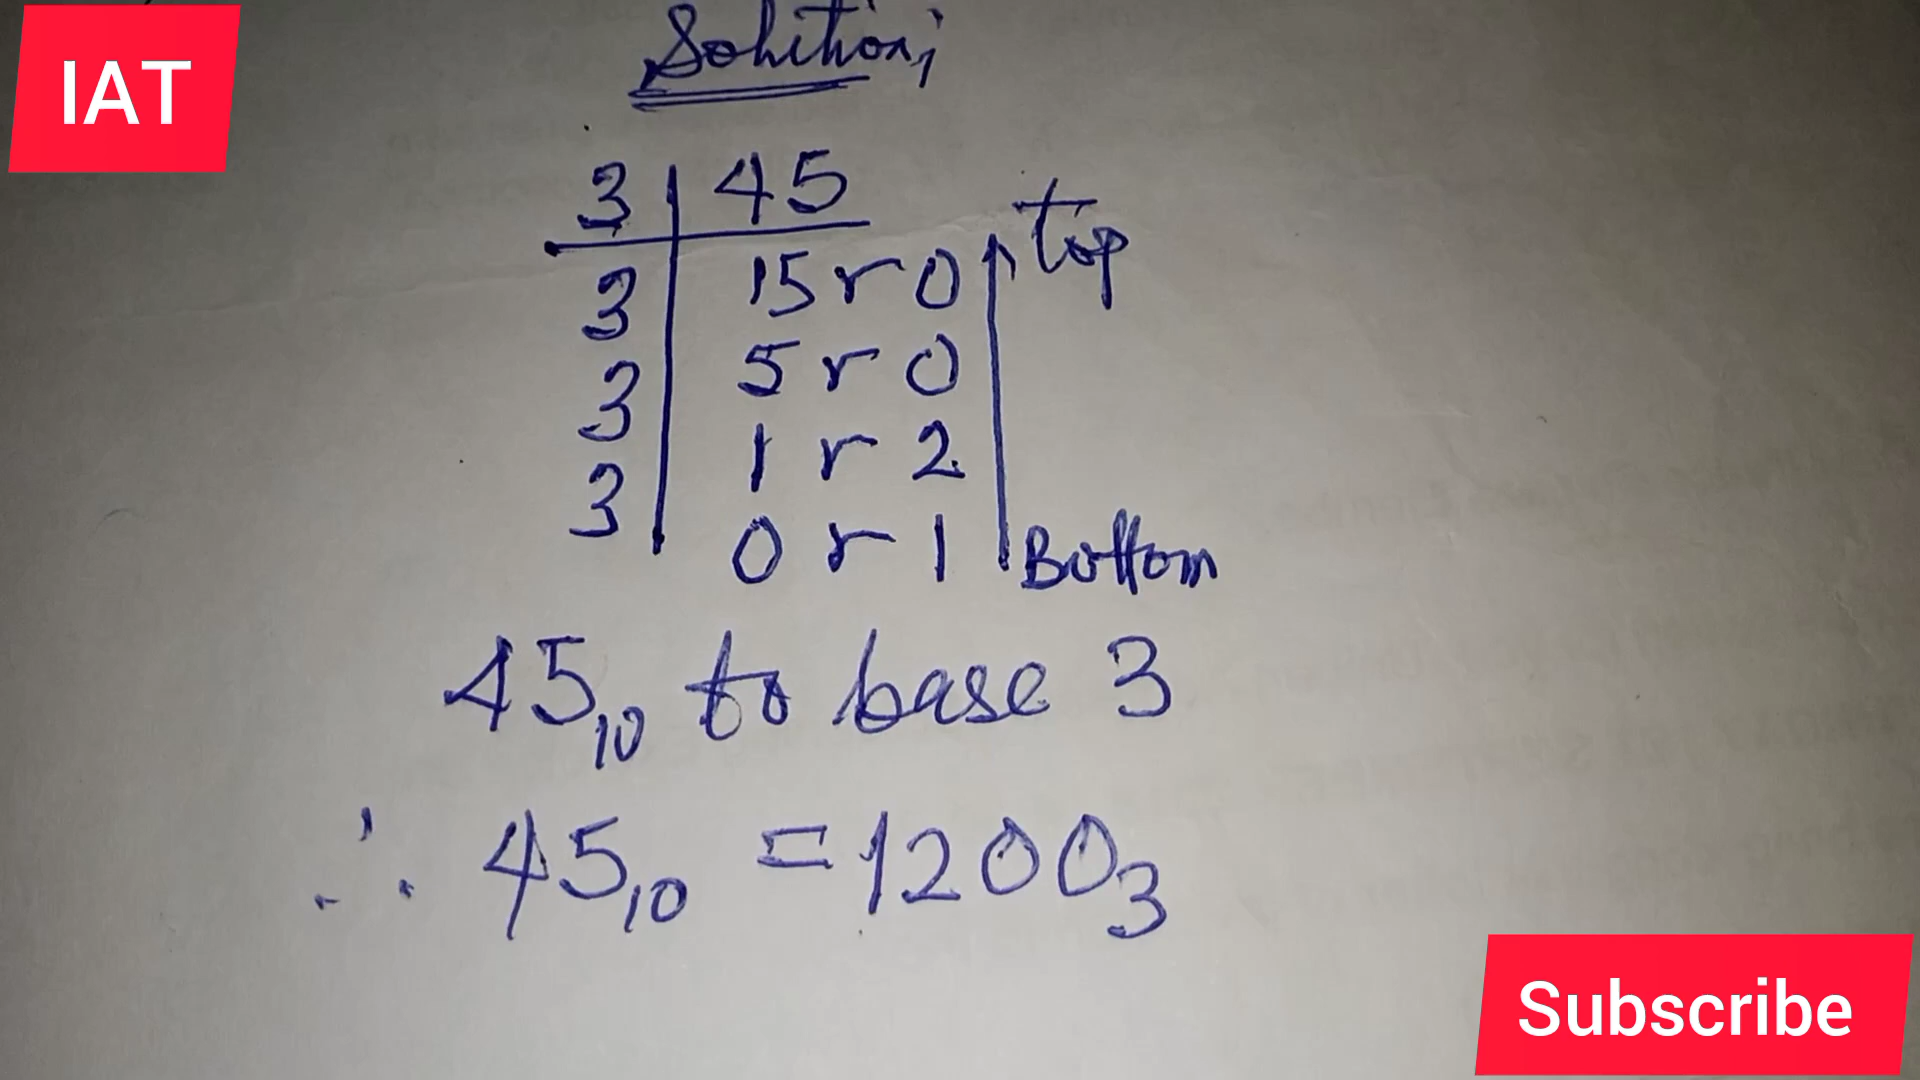 IAT
Solution;
3 | 45
3 | 15 r 0 Top
3 | 5 r 0
3 | 1 r 2
0 r 1 Bottom
45₁₀ to base 3
∴ 45₁₀ = 1200₃
Subscribe